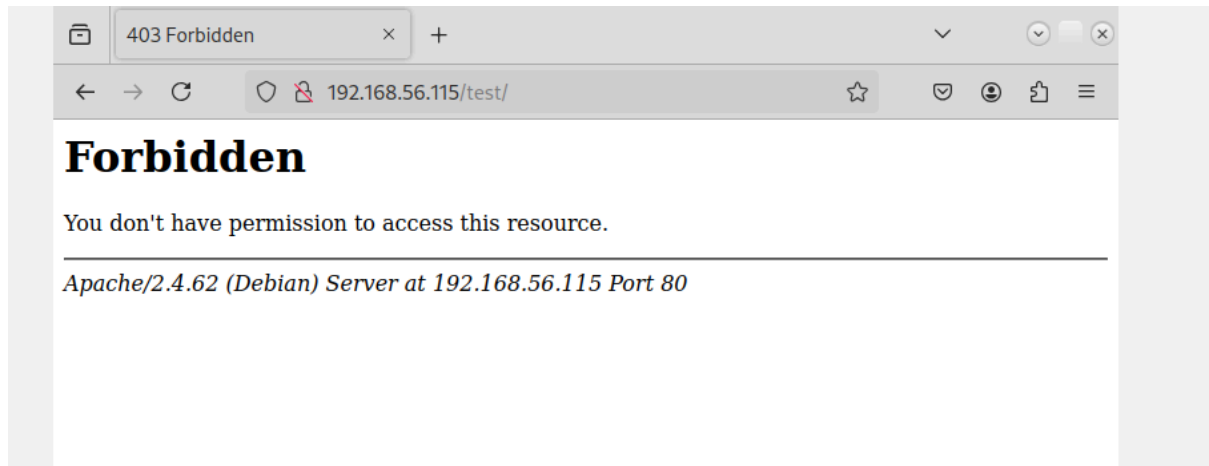 403 Forbidden
192.168.56.115/test/
Forbidden
You don't have permission to access this resource.
Apache/2.4.62 (Debian) Server at 192.168.56.115 Port 80